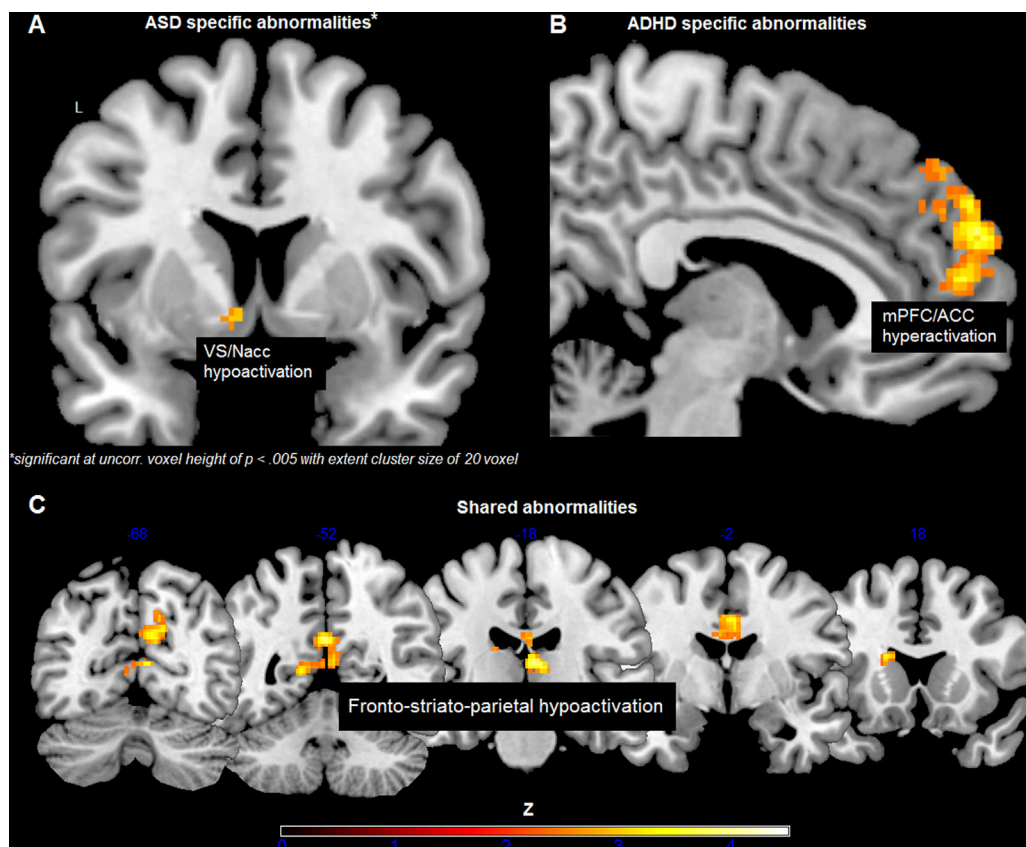 A
ASD specific abnormalities*
B
ADHD specific abnormalities
L
VS/Nacc
hypoactivation
mPFC/ACC
hyperactivation
*significant at uncorr. voxel height of p < .005 with extent cluster size of 20 voxel
C
Shared abnormalities
-68 -52 -18 -2 18
Fronto-striato-parietal hypoactivation
Z
0 1 2 3 4